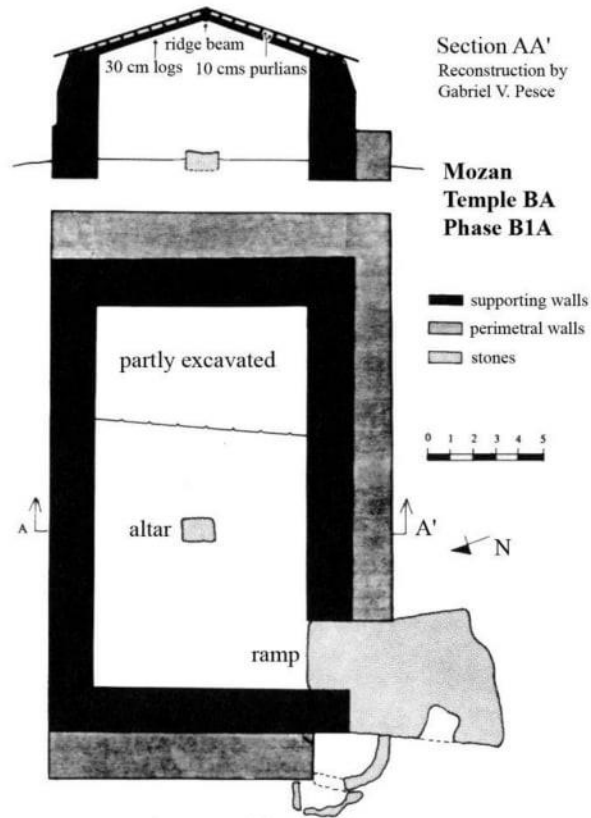 Section AA'
Reconstruction by
Gabriel V. Pesce
ridge beam
30 cm logs
10 cms purlians
Mozan
Temple BA
Phase B1A
supporting walls
perimetral walls
stones
partly excavated
0 1 2 3 4 5
altar
A
A'
N
ramp